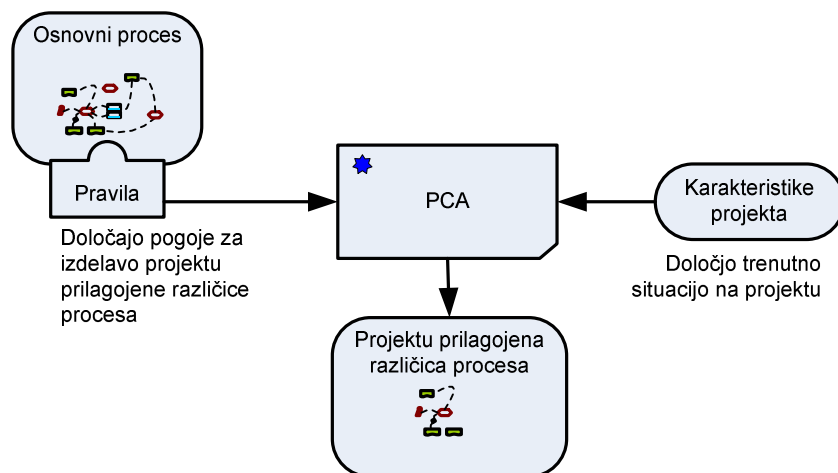 Osnovni proces
Pravila
Določajo pogoje za
izdelavo projektu
prilagojene različice
procesa
PCA
Karakteristike
projekta
Določjo trenutno
situacijo na projektu
Projektu prilagojena
različica procesa